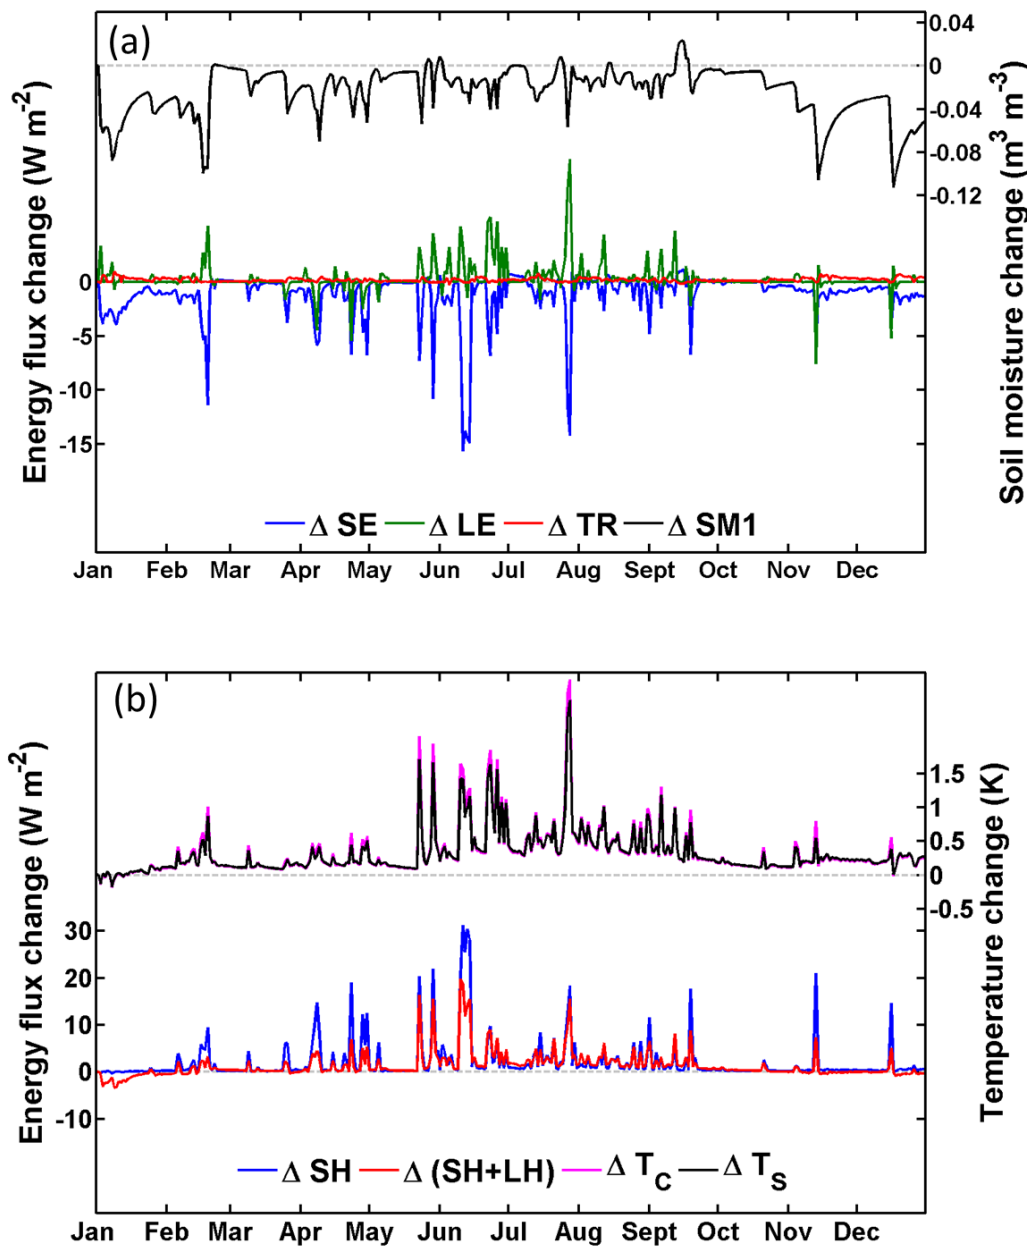 (a)
Energy flux change (W m-2)
0
-5
-10
-15
0.04
0
-0.04
-0.08
-0.12
Soil moisture change (m3 m-3)
Δ SE Δ LE Δ TR Δ SM1
Jan Feb Mar Apr May Jun Jul Aug Sept Oct Nov Dec
(b)
Energy flux change (W m-2)
30
20
10
0
-10
1.5
1
0.5
0
-0.5
Temperature change (K)
Δ SH Δ (SH+LH) Δ TC Δ TS
Jan Feb Mar Apr May Jun Jul Aug Sept Oct Nov Dec